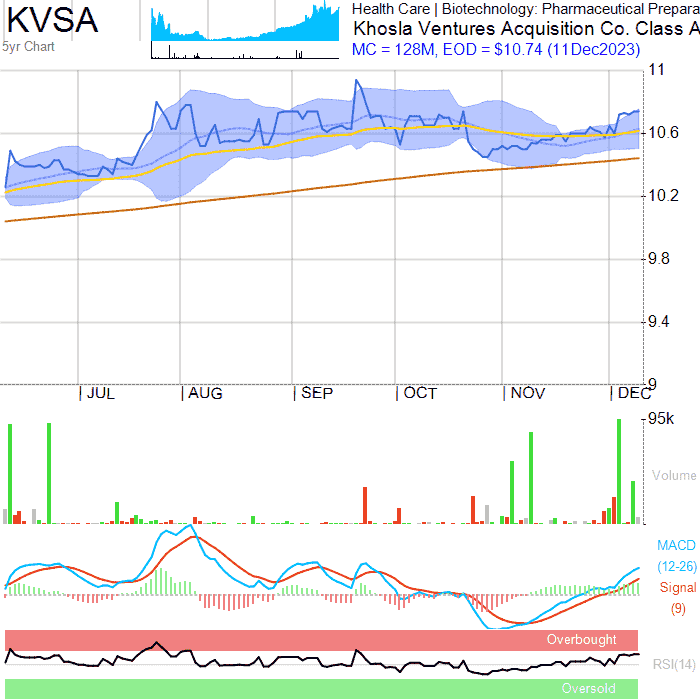 KVSA
5yr Chart
Health Care | Biotechnology: Pharmaceutical Prepara
Khosla Ventures Acquisition Co. Class A
MC = 128M, EOD = $10.74 (11Dec2023)
11
10.6
10.2
9.8
9.4
9
| JUL | AUG | SEP | OCT | NOV | DEC
95k
Volume
MACD
(12-26)
Signal
(9)
Overbought
RSI(14)
Oversold